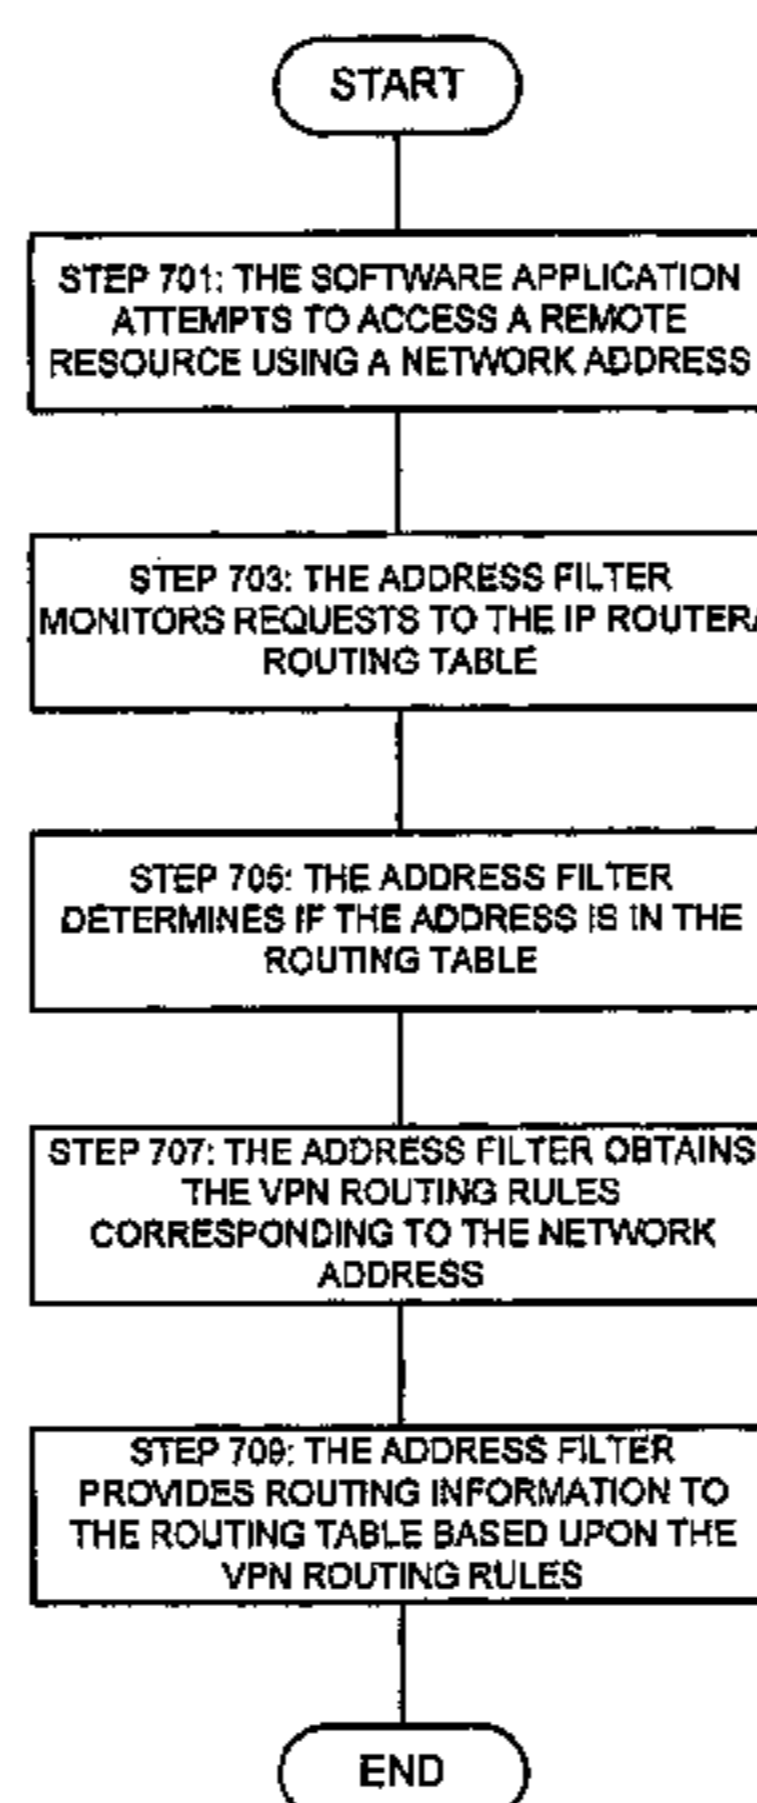 START
STEP 701: THE SOFTWARE APPLICATION
ATTEMPTS TO ACCESS A REMOTE
RESOURCE USING A NETWORK ADDRESS
STEP 703: THE ADDRESS FILTER
MONITORS REQUESTS TO THE IP ROUTER/
ROUTING TABLE
STEP 705: THE ADDRESS FILTER
DETERMINES IF THE ADDRESS IS IN THE
ROUTING TABLE
STEP 707: THE ADDRESS FILTER OBTAINS
THE VPN ROUTING RULES
CORRESPONDING TO THE NETWORK
ADDRESS
STEP 709: THE ADDRESS FILTER
PROVIDES ROUTING INFORMATION TO
THE ROUTING TABLE BASED UPON THE
VPN ROUTING RULES
END